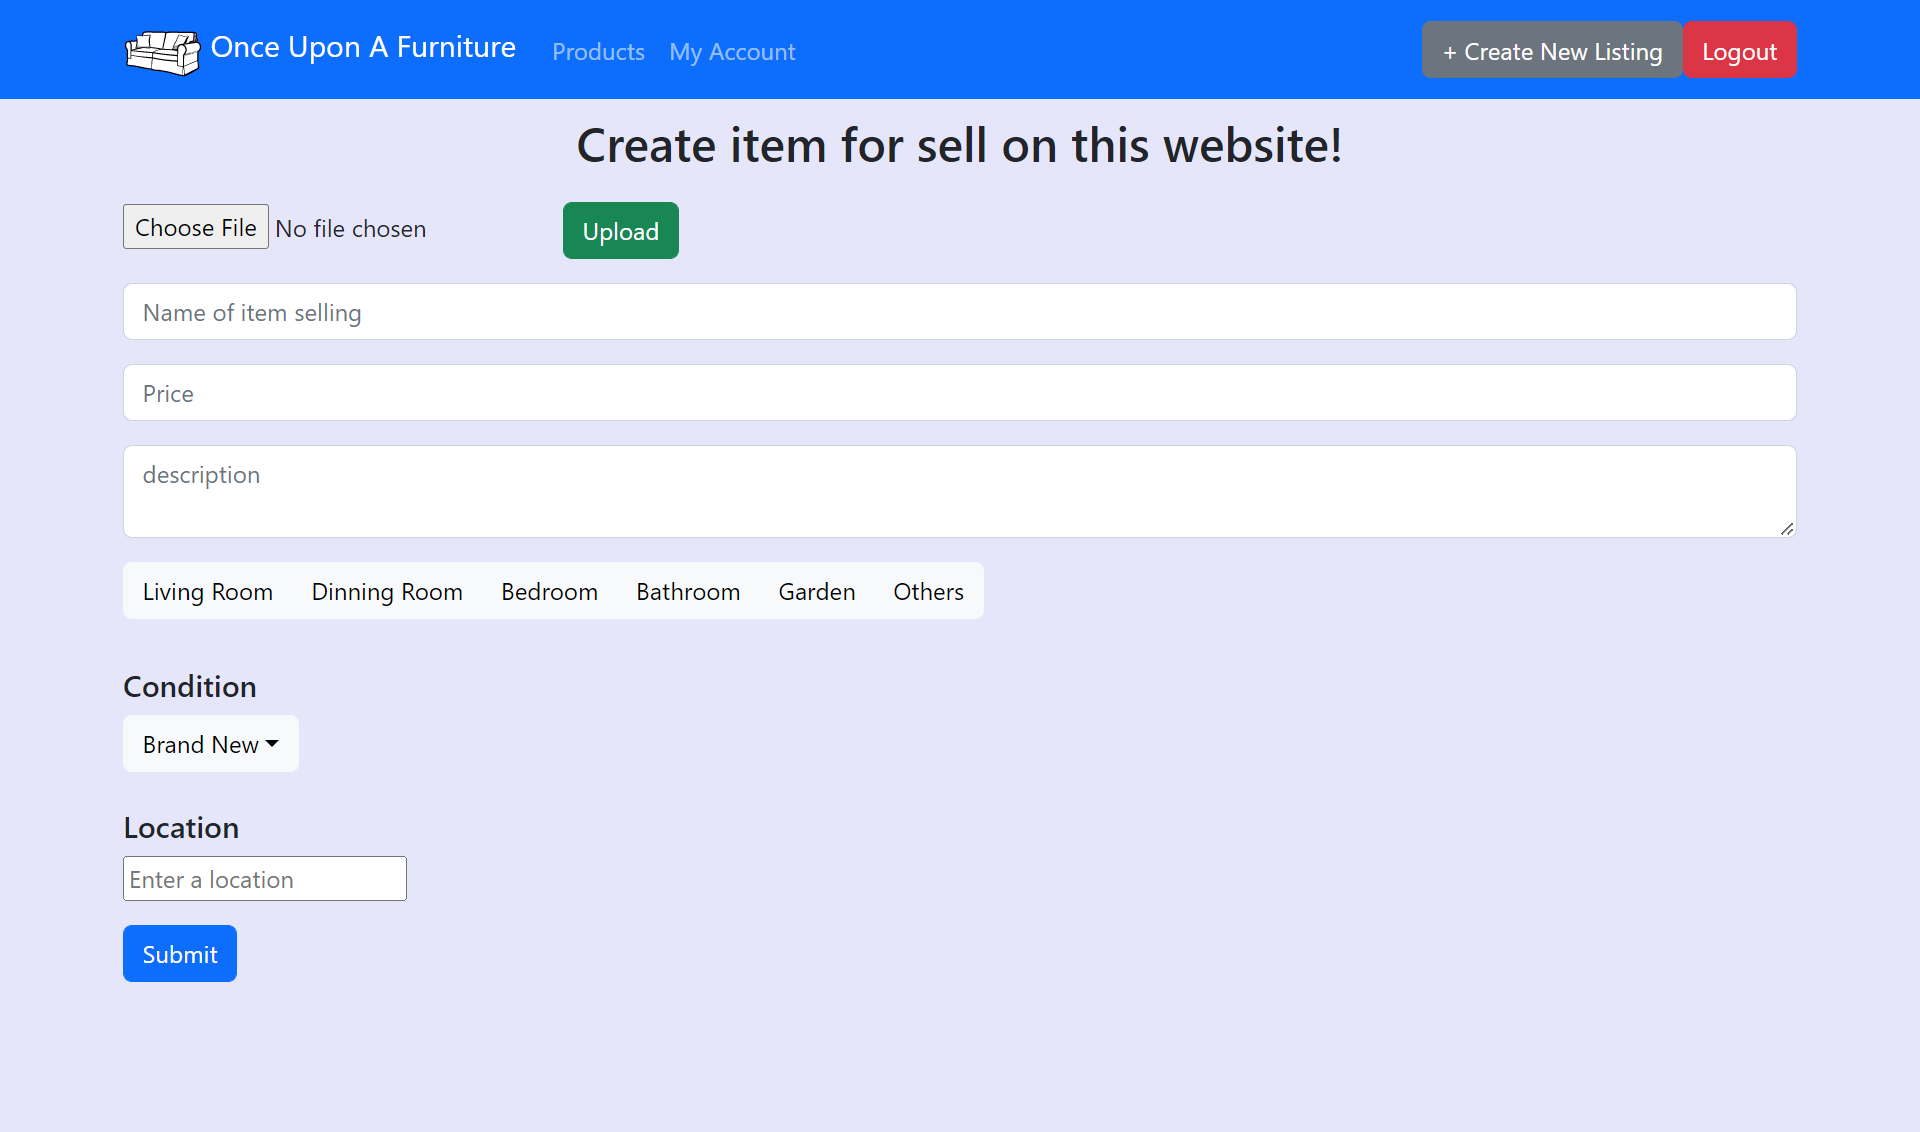 Once Upon A Furniture Products My Account + Create New Listing Logout
Create item for sell on this website!
Choose File No file chosen Upload
Name of item selling
Price
description
Living Room Dinning Room Bedroom Bathroom Garden Others
Condition
Brand New
Location
Enter a location
Submit